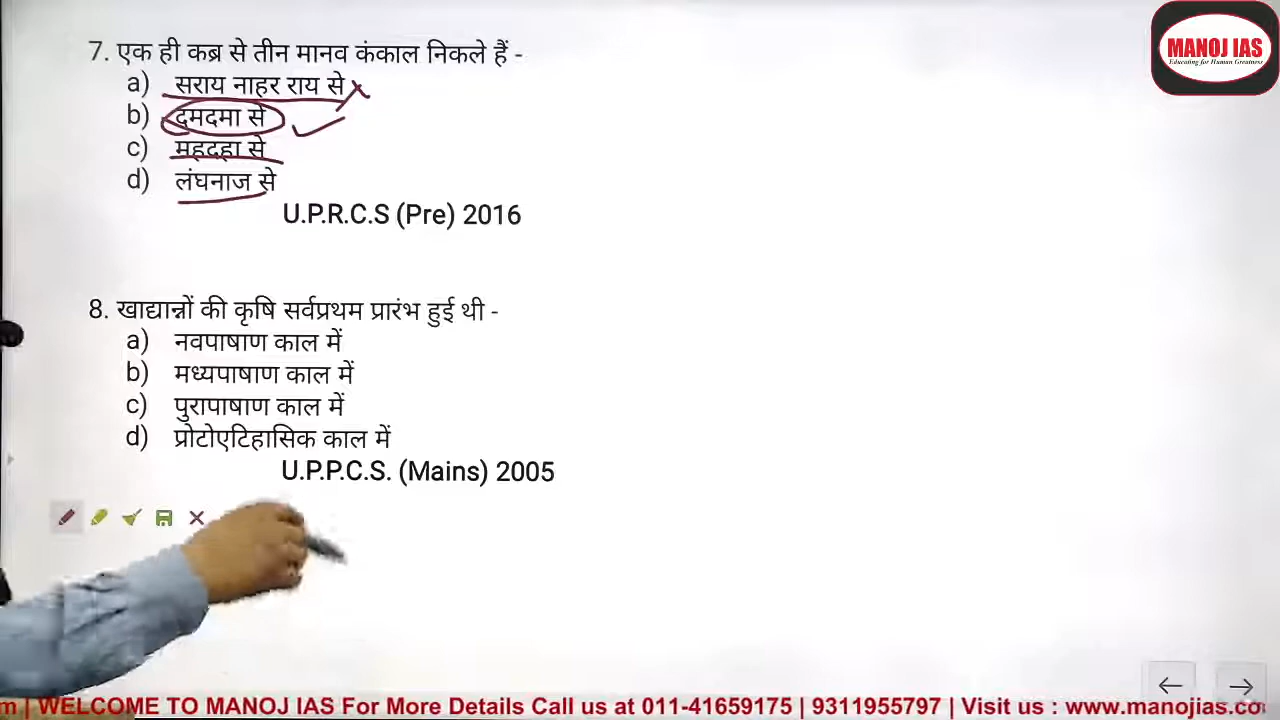 MANOJ IAS
Educating for Human Greatness
7. एक ही कब्र से तीन मानव कंकाल निकले हैं -
a) सराय नाहर राय से
b) दमदमा से
c) महदहा से
d) लंघनाज से
U.P.R.C.S (Pre) 2016
8. खाद्यान्नों की कृषि सर्वप्रथम प्रारंभ हुई थी -
a) नवपाषाण काल में
b) मध्यपाषाण काल में
c) पुरापाषाण काल में
d) प्रोटोएटिहासिक काल में
U.P.P.C.S. (Mains) 2005
m | WELCOME TO MANOJ IAS For More Details Call us at 011-41659175 | 9311955797 | Visit us : www.manojias.co